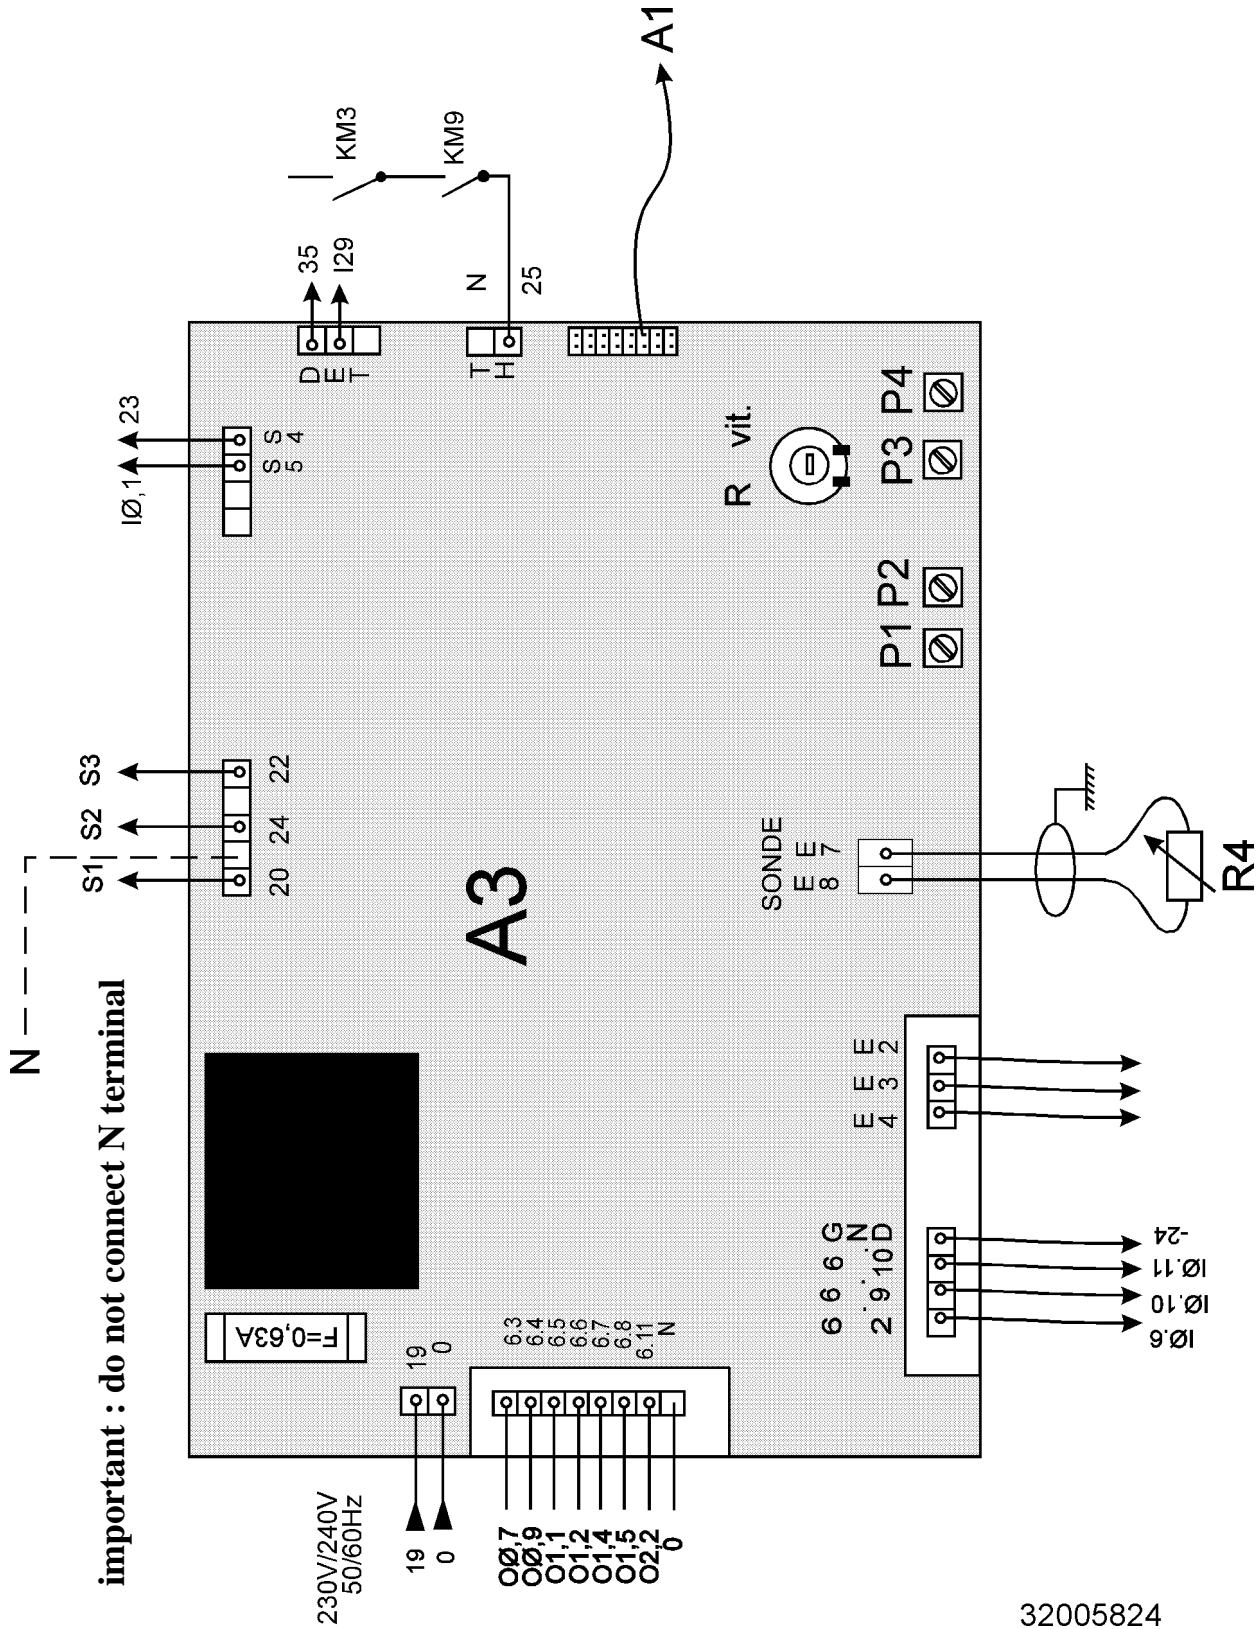 A1
KM3
KM9
35
I29
N
25
D
E
T
T
H
23
IØ,1
S
4
S
5
R vit.
P4
P3
P2
P1
S3
S2
S1
22
24
20
N
important : do not connect N terminal
A3
SONDE
E E
8 7
R4
E E E
4 3 2
6 6 6 G
. . N
2 9 10 D
-24
IØ.11
IØ.10
IØ.6
F=0,63A
19
0
6.3
6.4
6.5
6.6
6.7
6.8
6.11
N
230V/240V
50/60Hz
19
0
OØ,7
OØ,9
O1,1
O1,2
O1,4
O1,5
O2,2
0
32005824